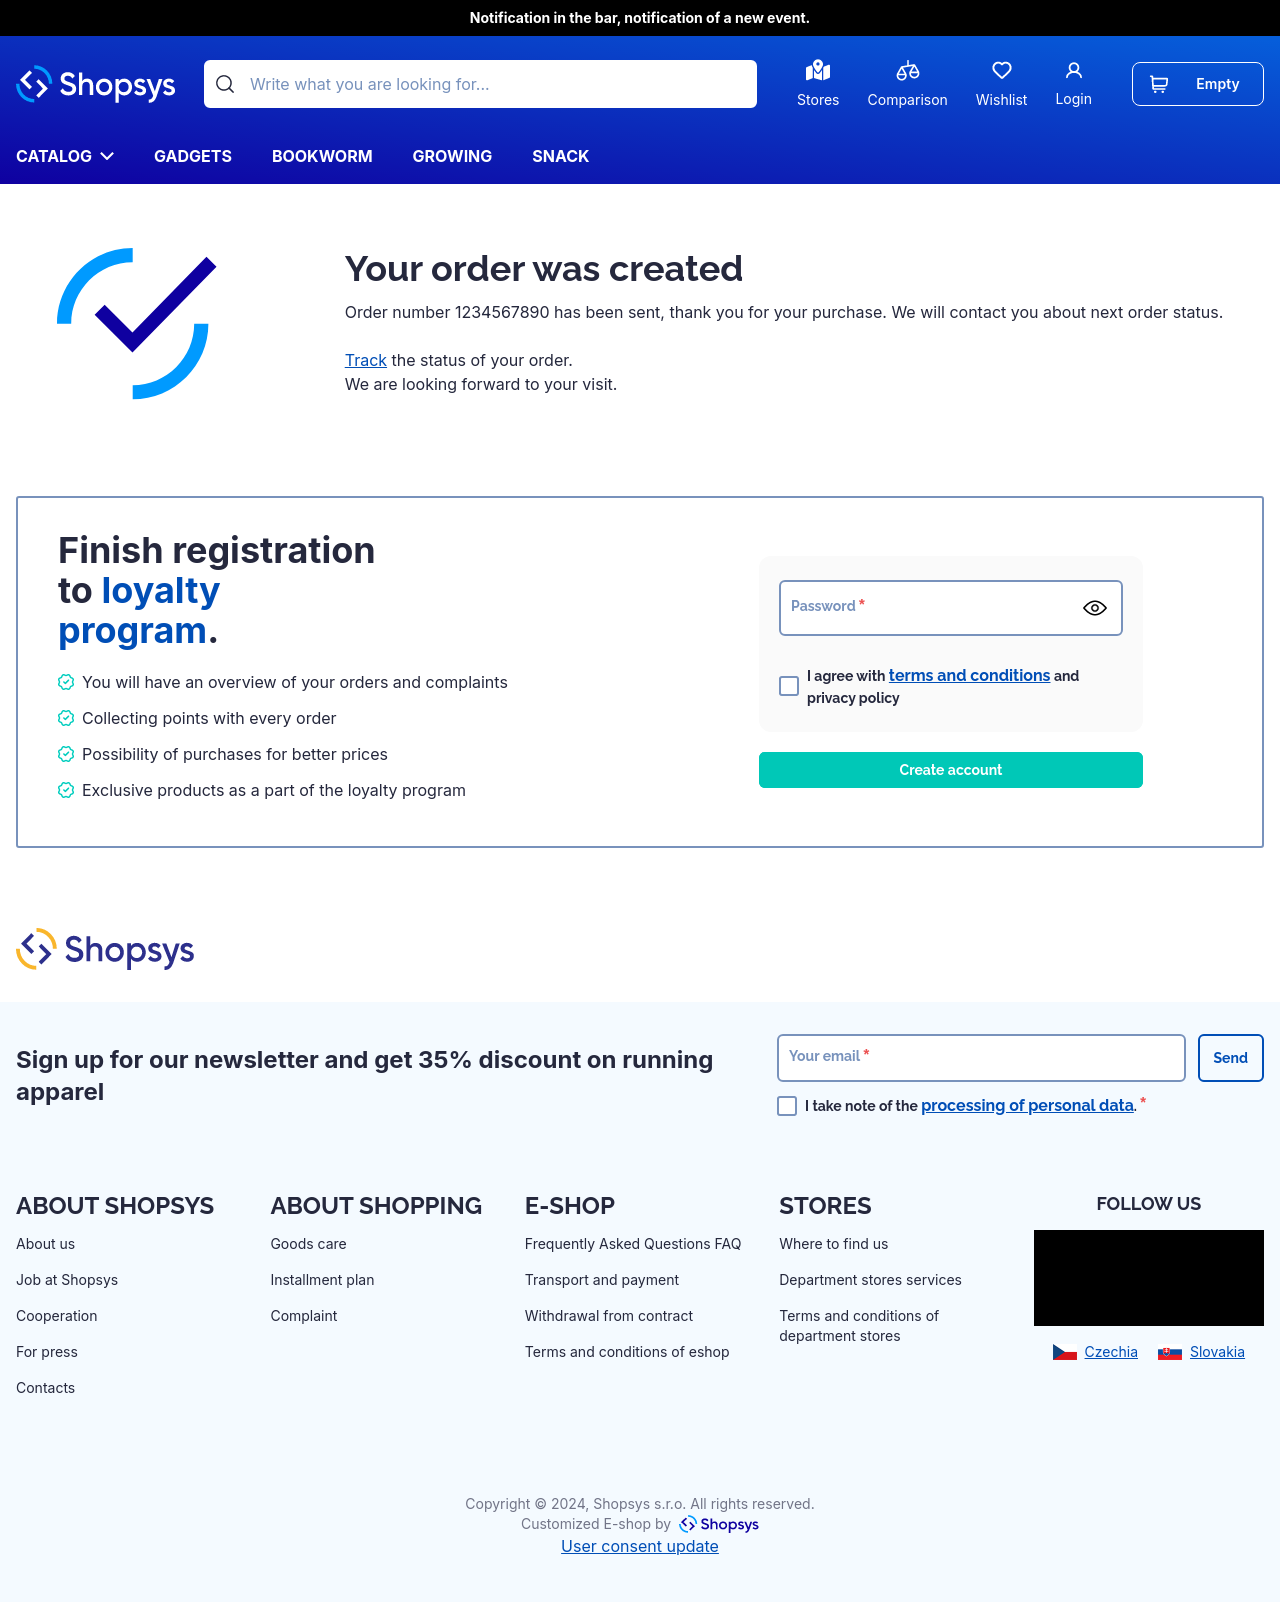 Notification in the bar, notification of a new event.
Shopsys
Write what you are looking for...
Stores
Comparison
Wishlist
Login
Empty
CATALOG
GADGETS
BOOKWORM
GROWING
SNACK
Your order was created
Order number 1234567890 has been sent, thank you for your purchase. We will contact you about next order status.
Track the status of your order.
We are looking forward to your visit.
Finish registration
to loyalty
program.
You will have an overview of your orders and complaints
Collecting points with every order
Possibility of purchases for better prices
Exclusive products as a part of the loyalty program
Password *
I agree with terms and conditions and
privacy policy
Create account
Shopsys
Sign up for our newsletter and get 35% discount on running
apparel
Your email *
Send
I take note of the processing of personal data. *
ABOUT SHOPSYS
About us
Job at Shopsys
Cooperation
For press
Contacts
ABOUT SHOPPING
Goods care
Installment plan
Complaint
E-SHOP
Frequently Asked Questions FAQ
Transport and payment
Withdrawal from contract
Terms and conditions of eshop
STORES
Where to find us
Department stores services
Terms and conditions of
department stores
FOLLOW US
Czechia
Slovakia
Copyright © 2024, Shopsys s.r.o. All rights reserved.
Customized E-shop by Shopsys
User consent update